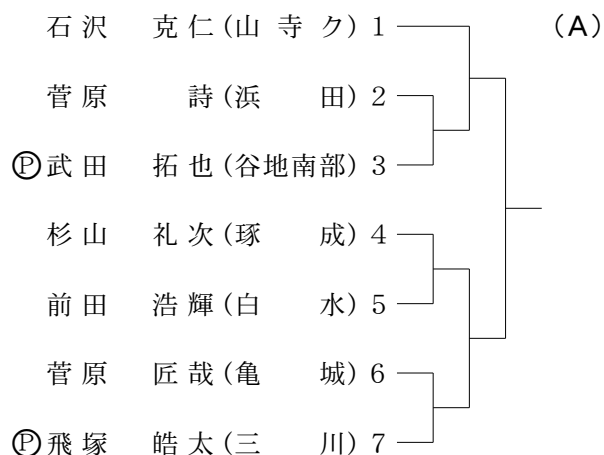 石沢 克仁(山寺ク) 1 (A)
菅原 詩(浜田) 2
Ⓟ武田 拓也(谷地南部) 3
杉山 礼次(琢成) 4
前田 浩輝(白水) 5
菅原 匠哉(亀城) 6
Ⓟ飛塚 皓太(三川) 7